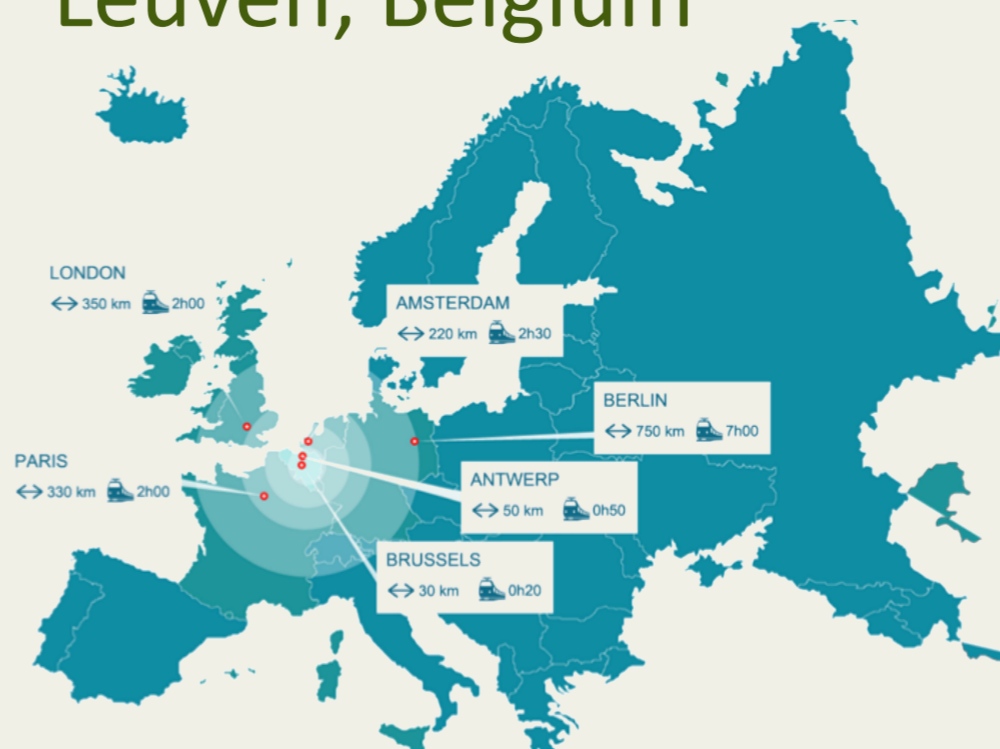 Leuven, Belgium
LONDON
350 km 2h00
AMSTERDAM
220 km 2h30
BERLIN
750 km 7h00
PARIS
330 km 2h00
ANTWERP
50 km 0h50
BRUSSELS
30 km 0h20